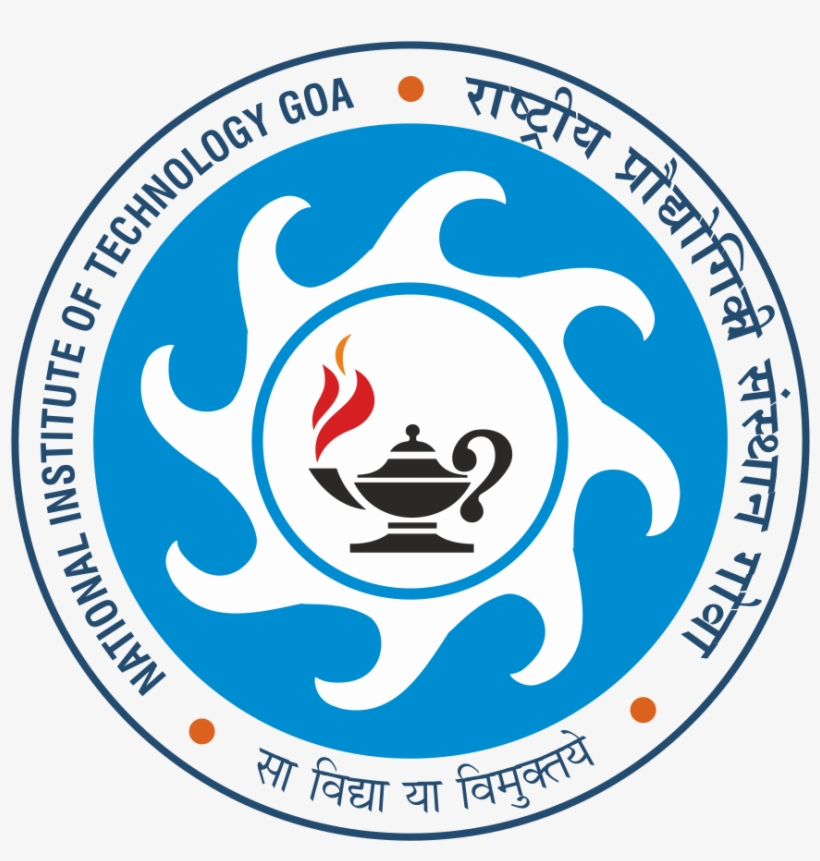 NATIONAL INSTITUTE OF TECHNOLOGY GOA
राष्ट्रीय प्रौद्योगिकी संस्थान गोवा
सा विद्या या विमुक्तये